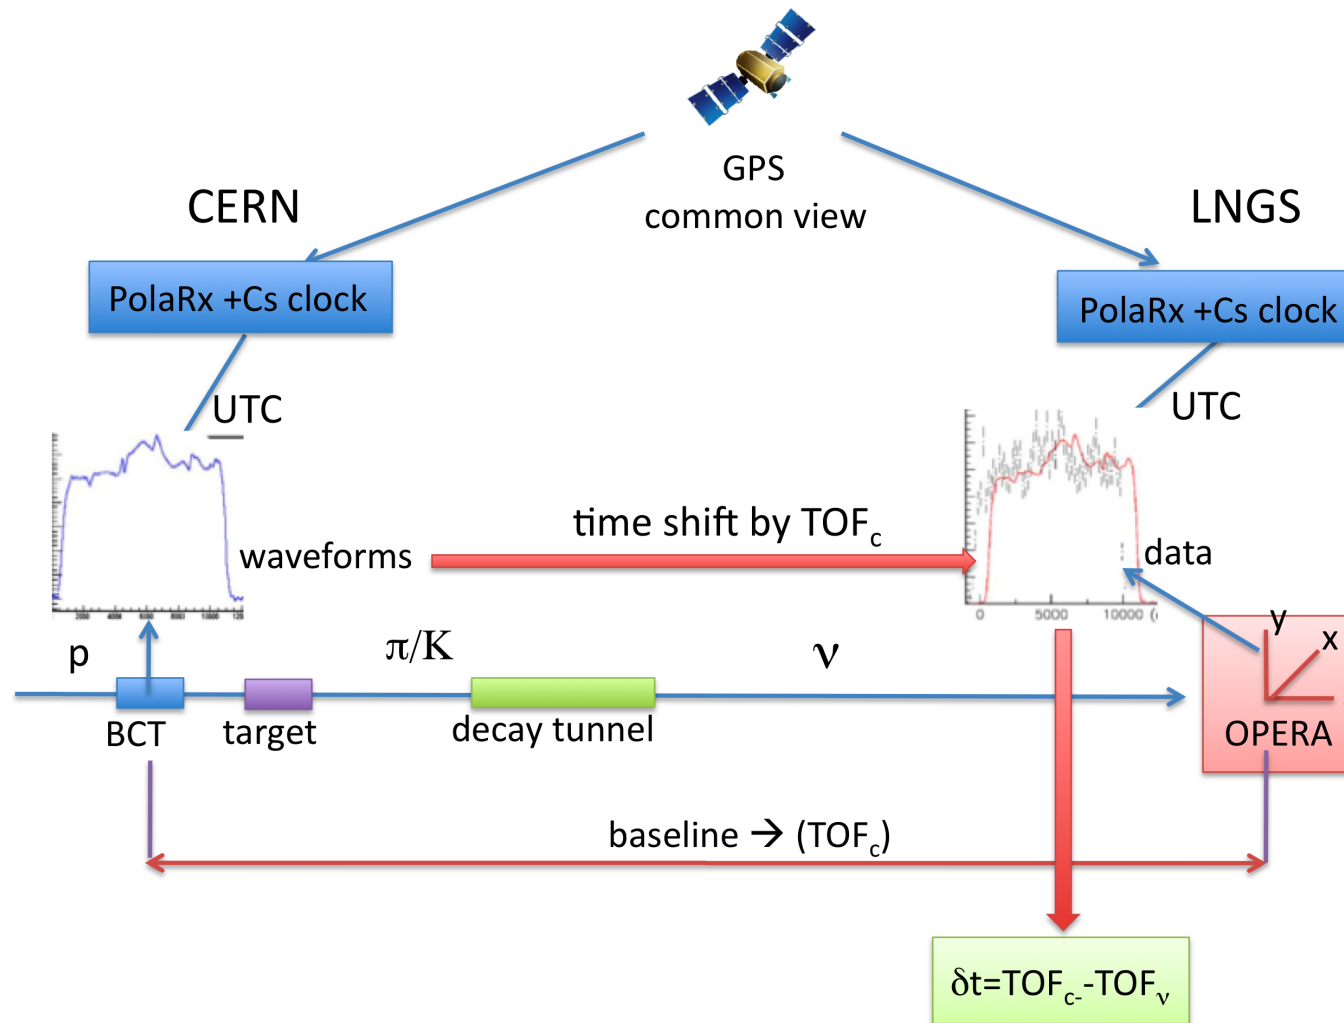 GPS
common view
CERN
LNGS
PolaRx +Cs clock
PolaRx +Cs clock
UTC
UTC
time shift by TOFc
waveforms
data
0 5000 10000
p
π/K
ν
y
x
BCT
target
decay tunnel
OPERA
baseline → (TOFc)
δt=TOFc--TOFν